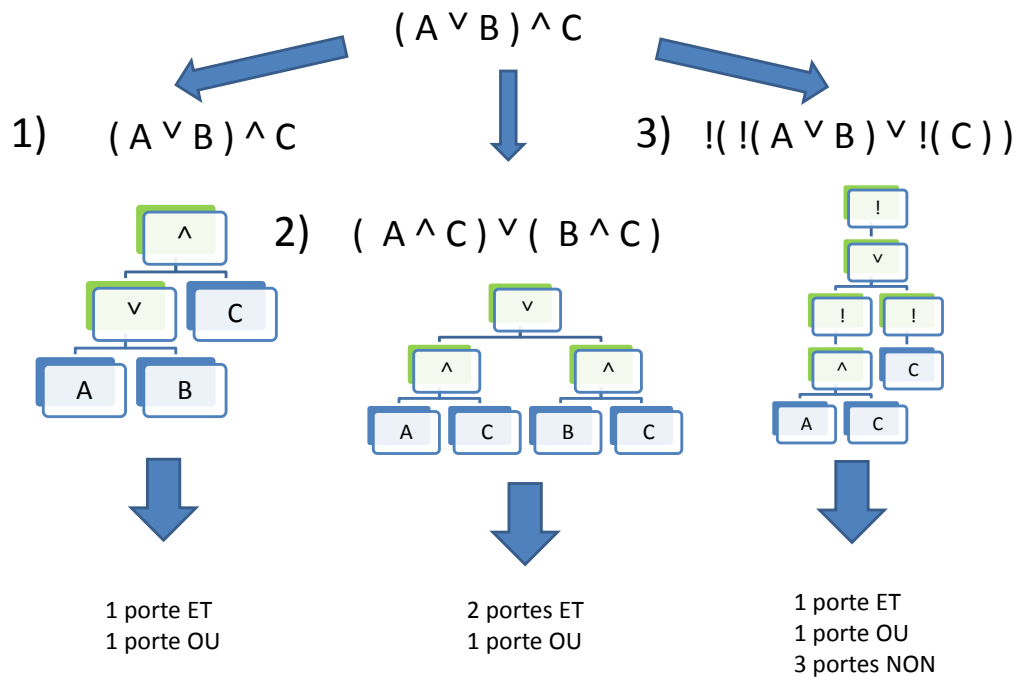 ( A ˅ B ) ˄ C
1) ( A ˅ B ) ˄ C
˄
˅ C
A B
2) ( A ˄ C ) ˅ ( B ˄ C )
˅
˄ ˄
A C B C
3) !( !( A ˅ B ) ˅ !( C ) )
!
˅
! !
˄ C
A C
1 porte ET
1 porte OU
2 portes ET
1 porte OU
1 porte ET
1 porte OU
3 portes NON